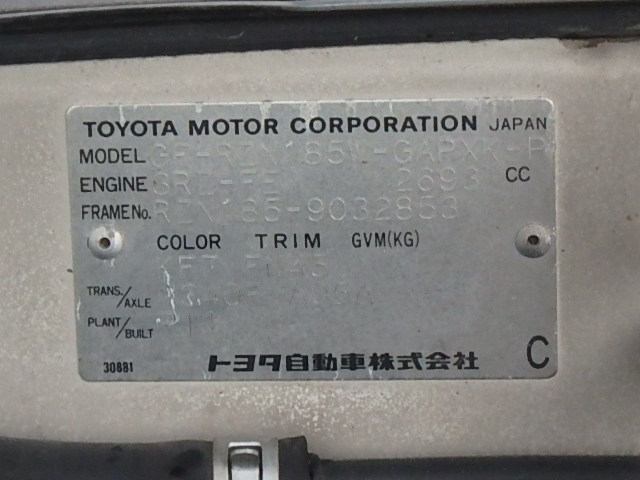 TOYOTA MOTOR CORPORATION JAPAN
MODEL GF-RZN185W-GAPXK-P
ENGINE 3RZ-FE 2693 CC
FRAME No. RZN185-9032853
COLOR TRIM GVM(KG)
TRANS./AXLE
PLANT/BUILT
30881
トヨタ自動車株式会社
C